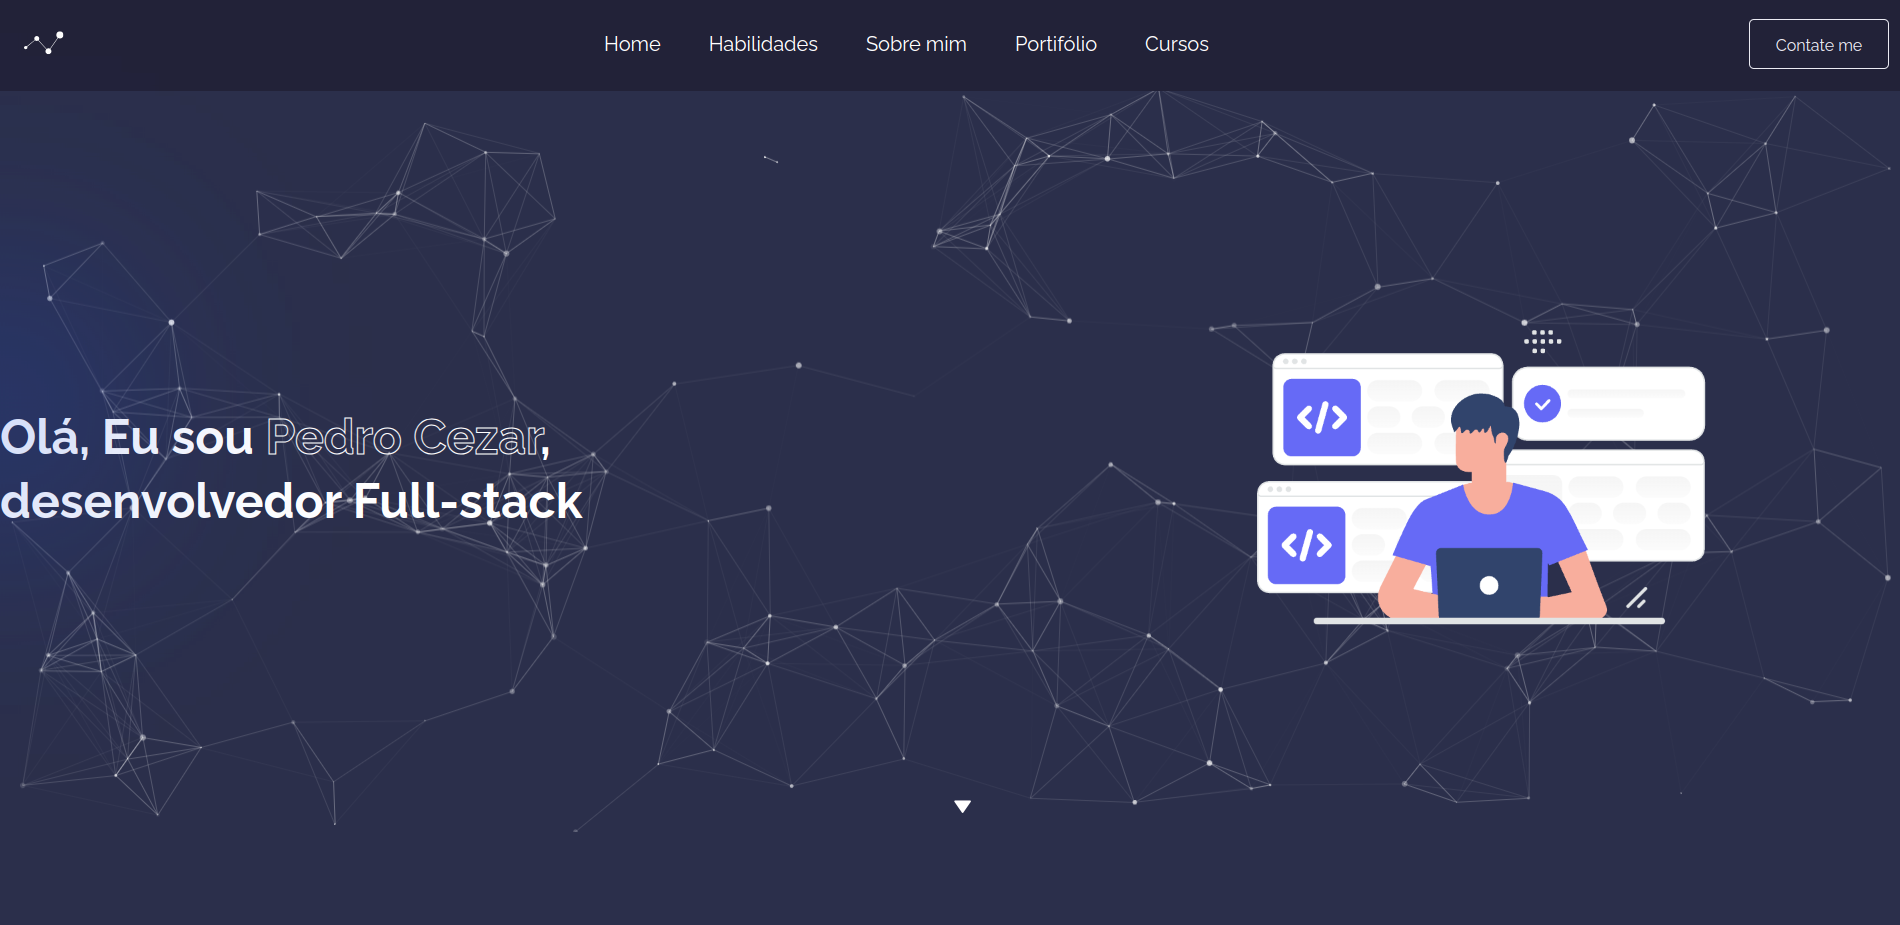 Home Habilidades Sobre mim Portifólio Cursos Contate me
Olá, Eu sou Pedro Cezar,
desenvolvedor Full-stack